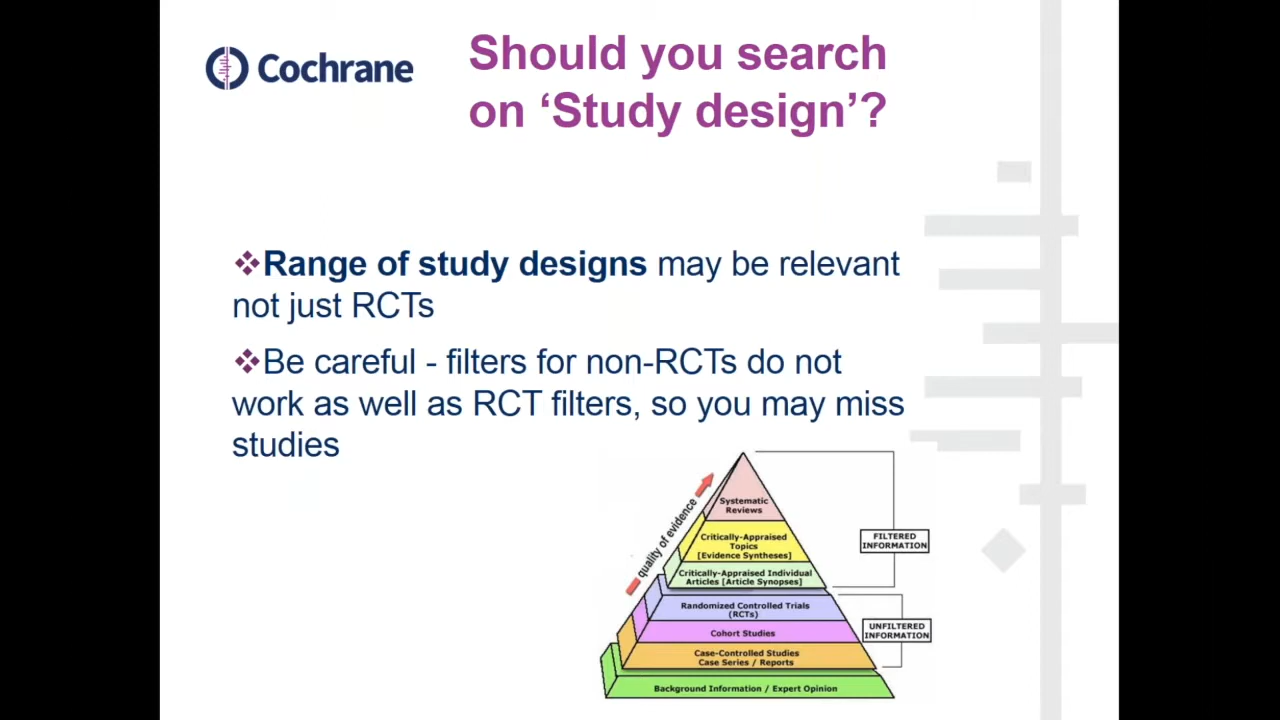 Cochrane
Should you search
on ‘Study design’?
❖Range of study designs may be relevant
not just RCTs
❖Be careful - filters for non-RCTs do not
work as well as RCT filters, so you may miss
studies
quality of evidence
Systematic
Reviews
Critically-Appraised
Topics
[Evidence Syntheses]
Critically-Appraised Individual
Articles [Article Synopses]
Randomized Controlled Trials
(RCTs)
Cohort Studies
Case-Controlled Studies
Case Series / Reports
Background Information / Expert Opinion
FILTERED
INFORMATION
UNFILTERED
INFORMATION